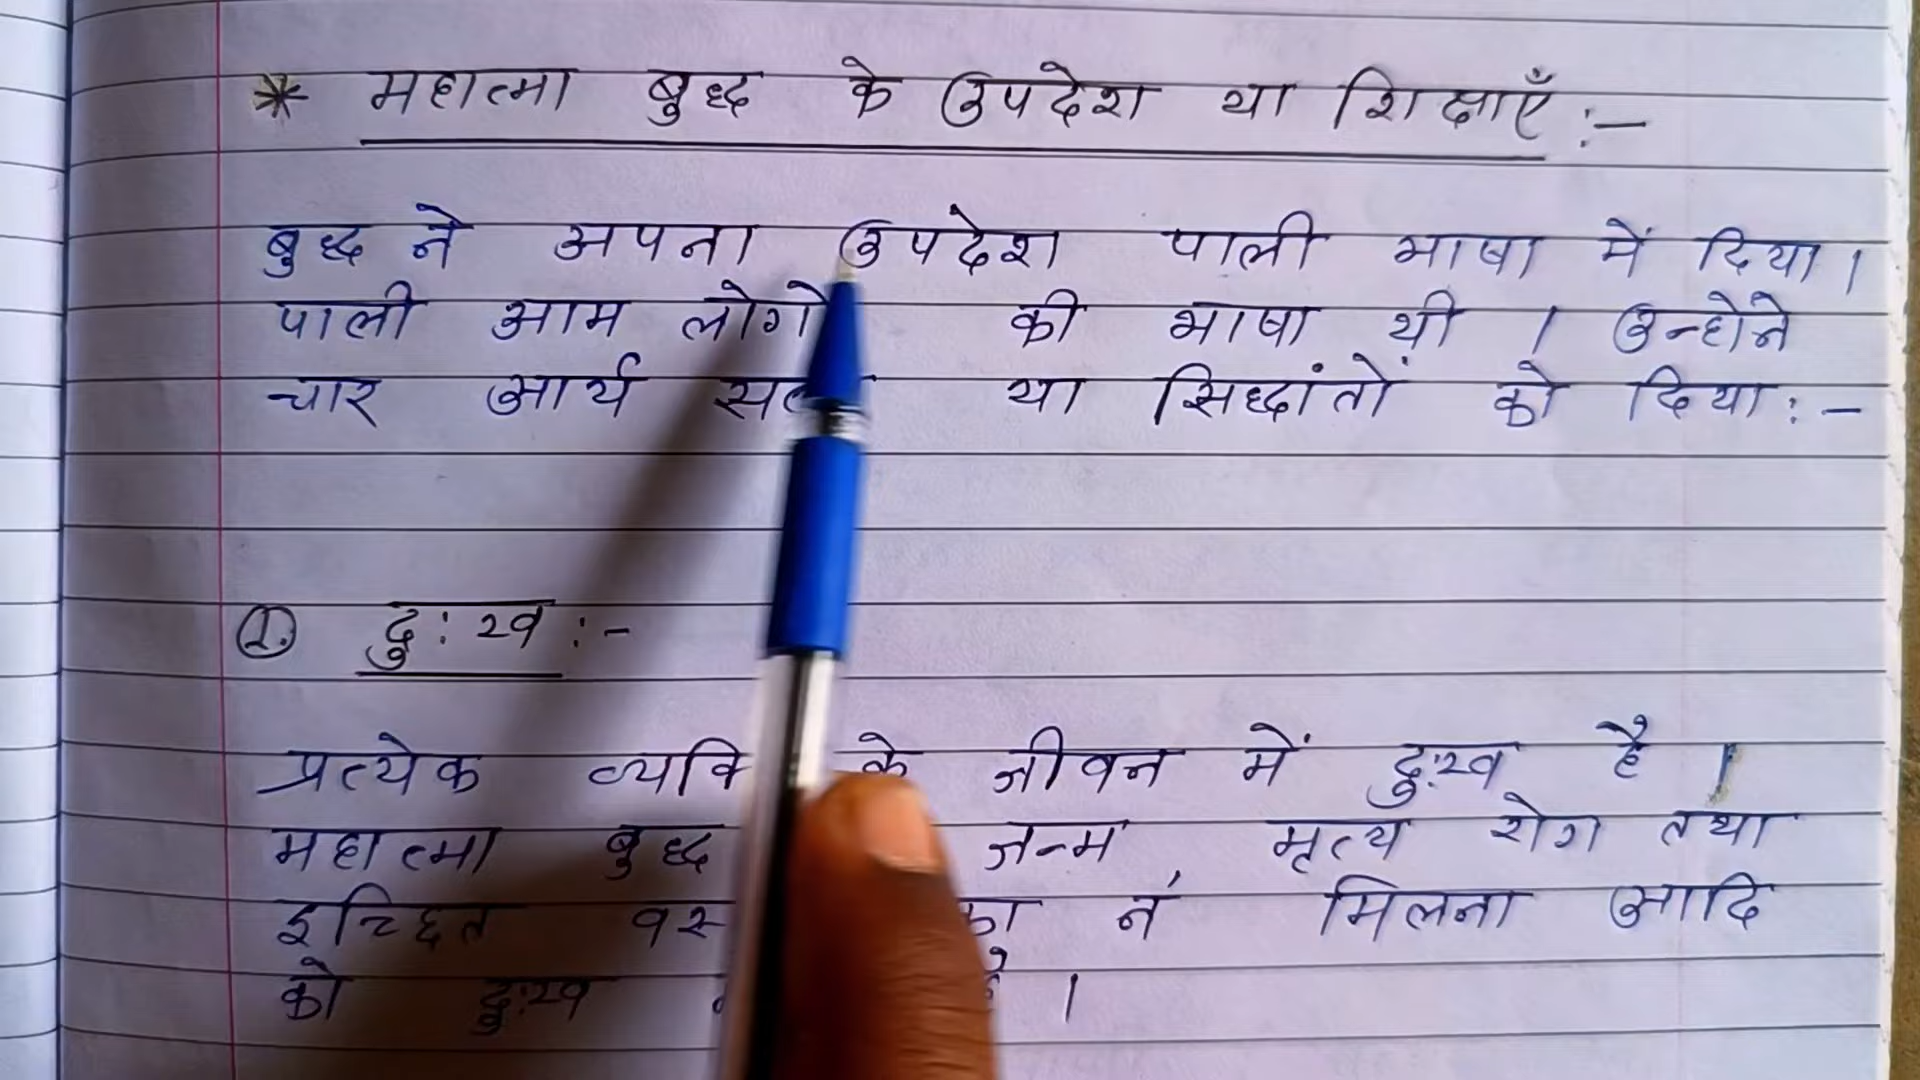 * महात्मा बुद्ध के उपदेश या शिक्षाएँ :-
बुद्ध ने अपना उपदेश पाली भाषा में दिया।
पाली आम की भाषा थी । उन्होने
चार आर्य या सिद्धांतों को दिया:-
1. दुःख :-
प्रत्येक के जीवन में दुःख है ।
महात्मा बुद्ध जन्म मृत्य रोग तथा
इच्छित का नं मिलना आदि
को दुःख ।